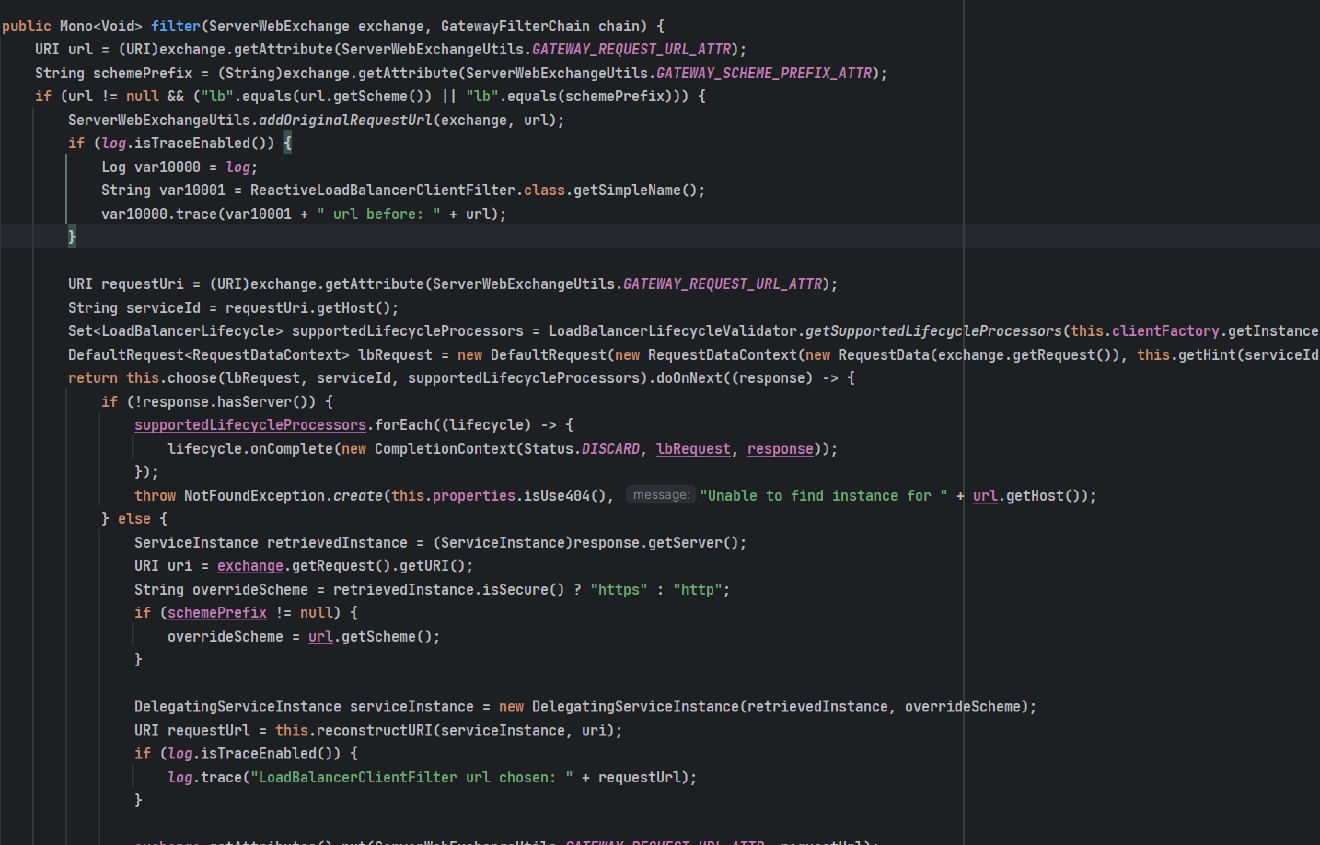 public Mono<Void> filter(ServerWebExchange exchange, GatewayFilterChain chain) {
URI url = (URI)exchange.getAttribute(ServerWebExchangeUtils.GATEWAY_REQUEST_URL_ATTR);
String schemePrefix = (String)exchange.getAttribute(ServerWebExchangeUtils.GATEWAY_SCHEME_PREFIX_ATTR);
if (url != null && ("lb".equals(url.getScheme()) || "lb".equals(schemePrefix))) {
ServerWebExchangeUtils.addOriginalRequestUrl(exchange, url);
if (log.isTraceEnabled()) {
Log var10000 = log;
String var10001 = ReactiveLoadBalancerClientFilter.class.getSimpleName();
var10000.trace(var10001 + " url before: " + url);
}
URI requestUri = (URI)exchange.getAttribute(ServerWebExchangeUtils.GATEWAY_REQUEST_URL_ATTR);
String serviceId = requestUri.getHost();
Set<LoadBalancerLifecycle> supportedLifecycleProcessors = LoadBalancerLifecycleValidator.getSupportedLifecycleProcessors(this.clientFactory.getInstance
DefaultRequest<RequestDataContext> lbRequest = new DefaultRequest(new RequestDataContext(new RequestData(exchange.getRequest()), this.getHint(serviceId
return this.choose(lbRequest, serviceId, supportedLifecycleProcessors).doOnNext((response) -> {
if (!response.hasServer()) {
supportedLifecycleProcessors.forEach((lifecycle) -> {
lifecycle.onComplete(new CompletionContext(Status.DISCARD, lbRequest, response));
});
throw NotFoundException.create(this.properties.isUse404(), message: "Unable to find instance for " + url.getHost());
} else {
ServiceInstance retrievedInstance = (ServiceInstance)response.getServer();
URI uri = exchange.getRequest().getURI();
String overrideScheme = retrievedInstance.isSecure() ? "https" : "http";
if (schemePrefix != null) {
overrideScheme = url.getScheme();
}
DelegatingServiceInstance serviceInstance = new DelegatingServiceInstance(retrievedInstance, overrideScheme);
URI requestUrl = this.reconstructURI(serviceInstance, uri);
if (log.isTraceEnabled()) {
log.trace("LoadBalancerClientFilter url chosen: " + requestUrl);
}
exchange.getAttributes().put(ServerWebExchangeUtils.GATEWAY_REQUEST_URL_ATTR, requestUrl);